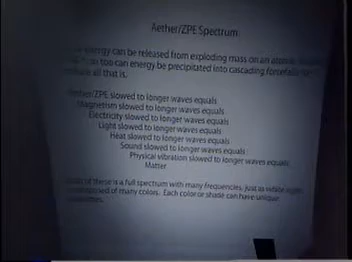 Aether/ZPE Spectrum
energy can be released from exploding mass on an atomic
too can energy be precipitated into cascading forcefields
all that is.
Aether/ZPE slowed to longer waves equals
Magnetism slowed to longer waves equals
Electricity slowed to longer waves equals
Light slowed to longer waves equals
Heat slowed to longer waves equals
Sound slowed to longer waves equals
Physical vibration slowed to longer waves equals
Matter
of these is a full spectrum with many frequencies, just as white
of many colors. Each color or shade can have unique